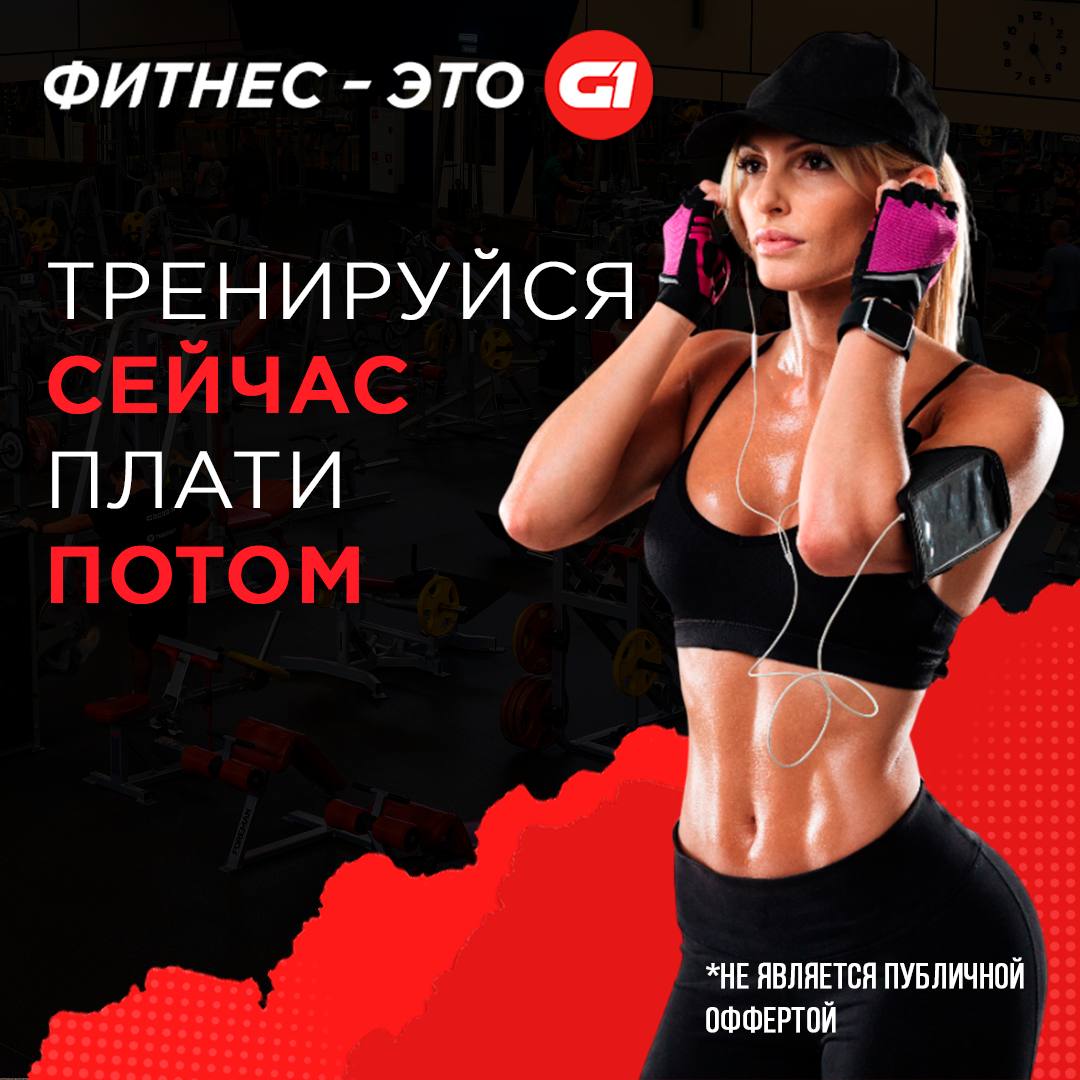 ФИТНЕС - ЭТО G1
ТРЕНИРУЙСЯ
СЕЙЧАС
ПЛАТИ
ПОТОМ
*НЕ ЯВЛЯЕТСЯ ПУБЛИЧНОЙ
ОФФЕРТОЙ